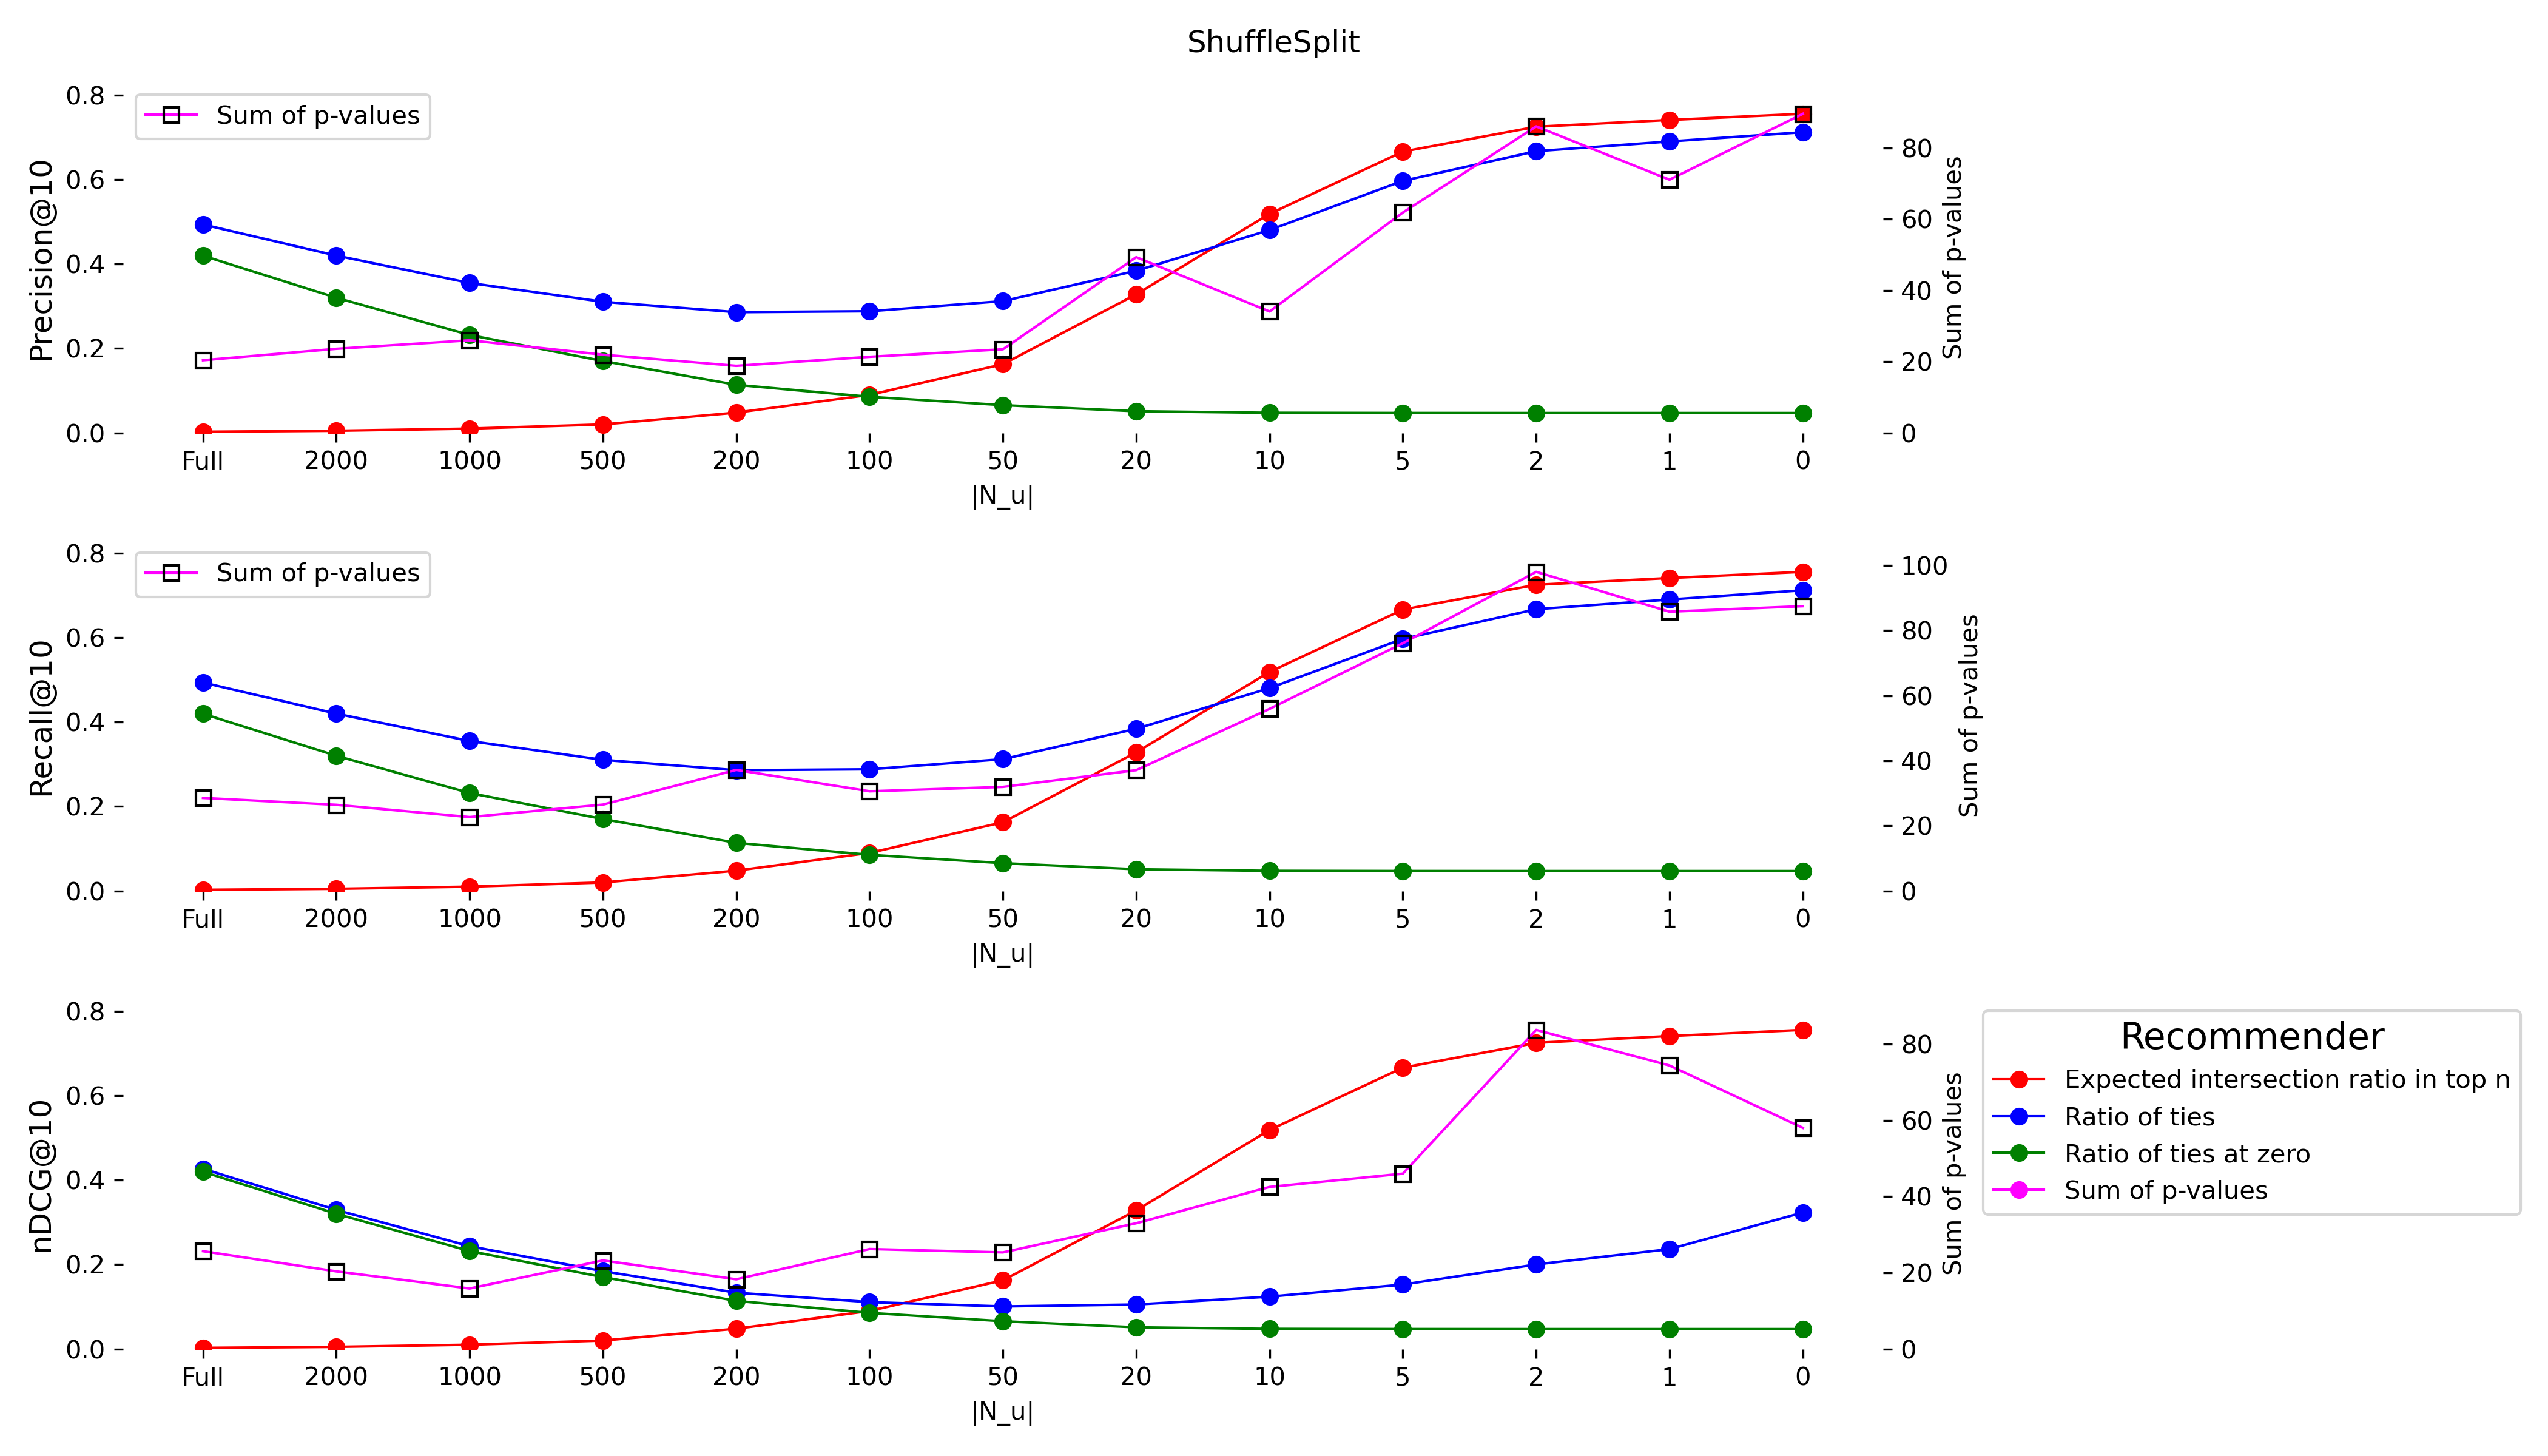 ShuffleSplit
Sum of p-values
Precision@10
0.8
0.6
0.4
0.2
0.0
80
60
40
20
0
Sum of p-values
Full 2000 1000 500 200 100 50 20 10 5 2 1 0
|N_u|
Sum of p-values
Recall@10
0.8
0.6
0.4
0.2
0.0
100
80
60
40
20
0
Sum of p-values
Full 2000 1000 500 200 100 50 20 10 5 2 1 0
|N_u|
nDCG@10
0.8
0.6
0.4
0.2
0.0
80
60
40
20
0
Sum of p-values
Full 2000 1000 500 200 100 50 20 10 5 2 1 0
|N_u|
Recommender
Expected intersection ratio in top n
Ratio of ties
Ratio of ties at zero
Sum of p-values